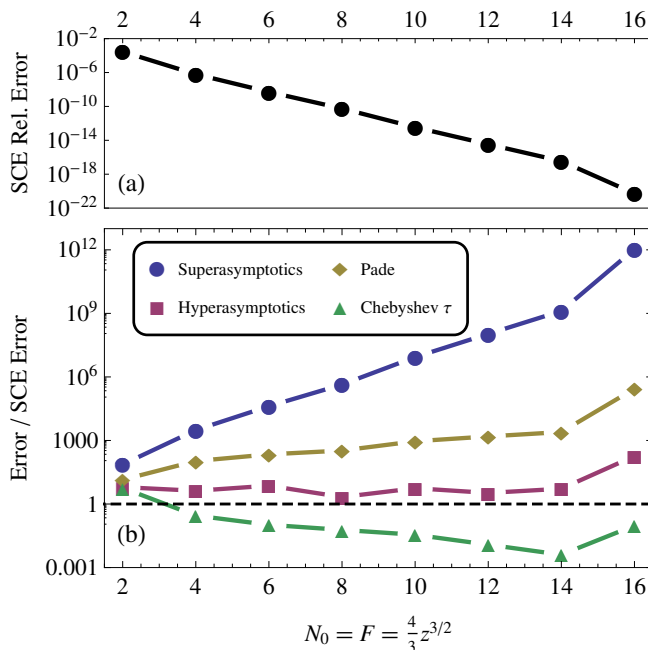 2 4 6 8 10 12 14 16
SCE Rel. Error
10^-2
10^-6
10^-10
10^-14
10^-18
10^-22
(a)
Error / SCE Error
10^12
10^9
10^6
1000
1
0.001
Superasymptotics
Pade
Hyperasymptotics
Chebyshev τ
(b)
2 4 6 8 10 12 14 16
N_0 = F = 4/3 z^3/2